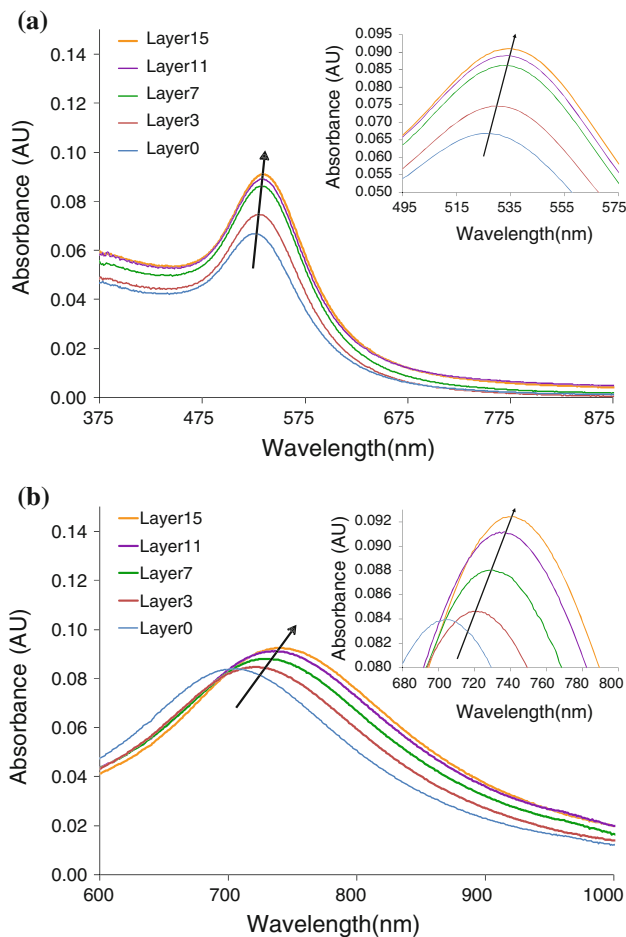 (a)
Absorbance (AU)
0.14
0.12
0.10
0.08
0.06
0.04
0.02
0.00
Layer15
Layer11
Layer7
Layer3
Layer0
375 475 575 675 775 875
Wavelength(nm)
Absorbance (AU)
0.095
0.090
0.085
0.080
0.075
0.070
0.065
0.060
0.055
0.050
495 515 535 555 575
Wavelength(nm)
(b)
Absorbance (AU)
0.14
0.12
0.10
0.08
0.06
0.04
0.02
0.00
Layer15
Layer11
Layer7
Layer3
Layer0
600 700 800 900 1000
Wavelength(nm)
Absorbance (AU)
0.092
0.090
0.088
0.086
0.084
0.082
0.080
680 700 720 740 760 780 800
Wavelength(nm)